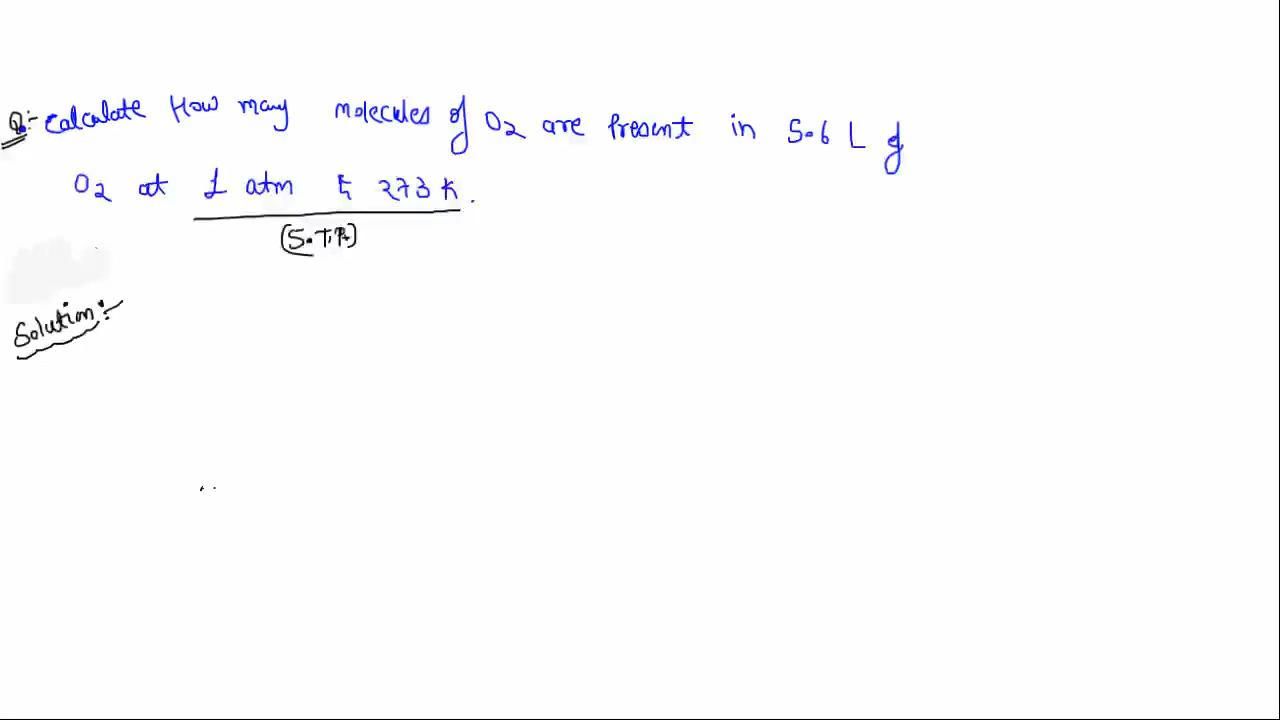 Q:- Calculate How many molecules of O2 are Present in 5.6 L of
O2 at 1 atm & 273 K.
(S.T.P.)
Solution:-